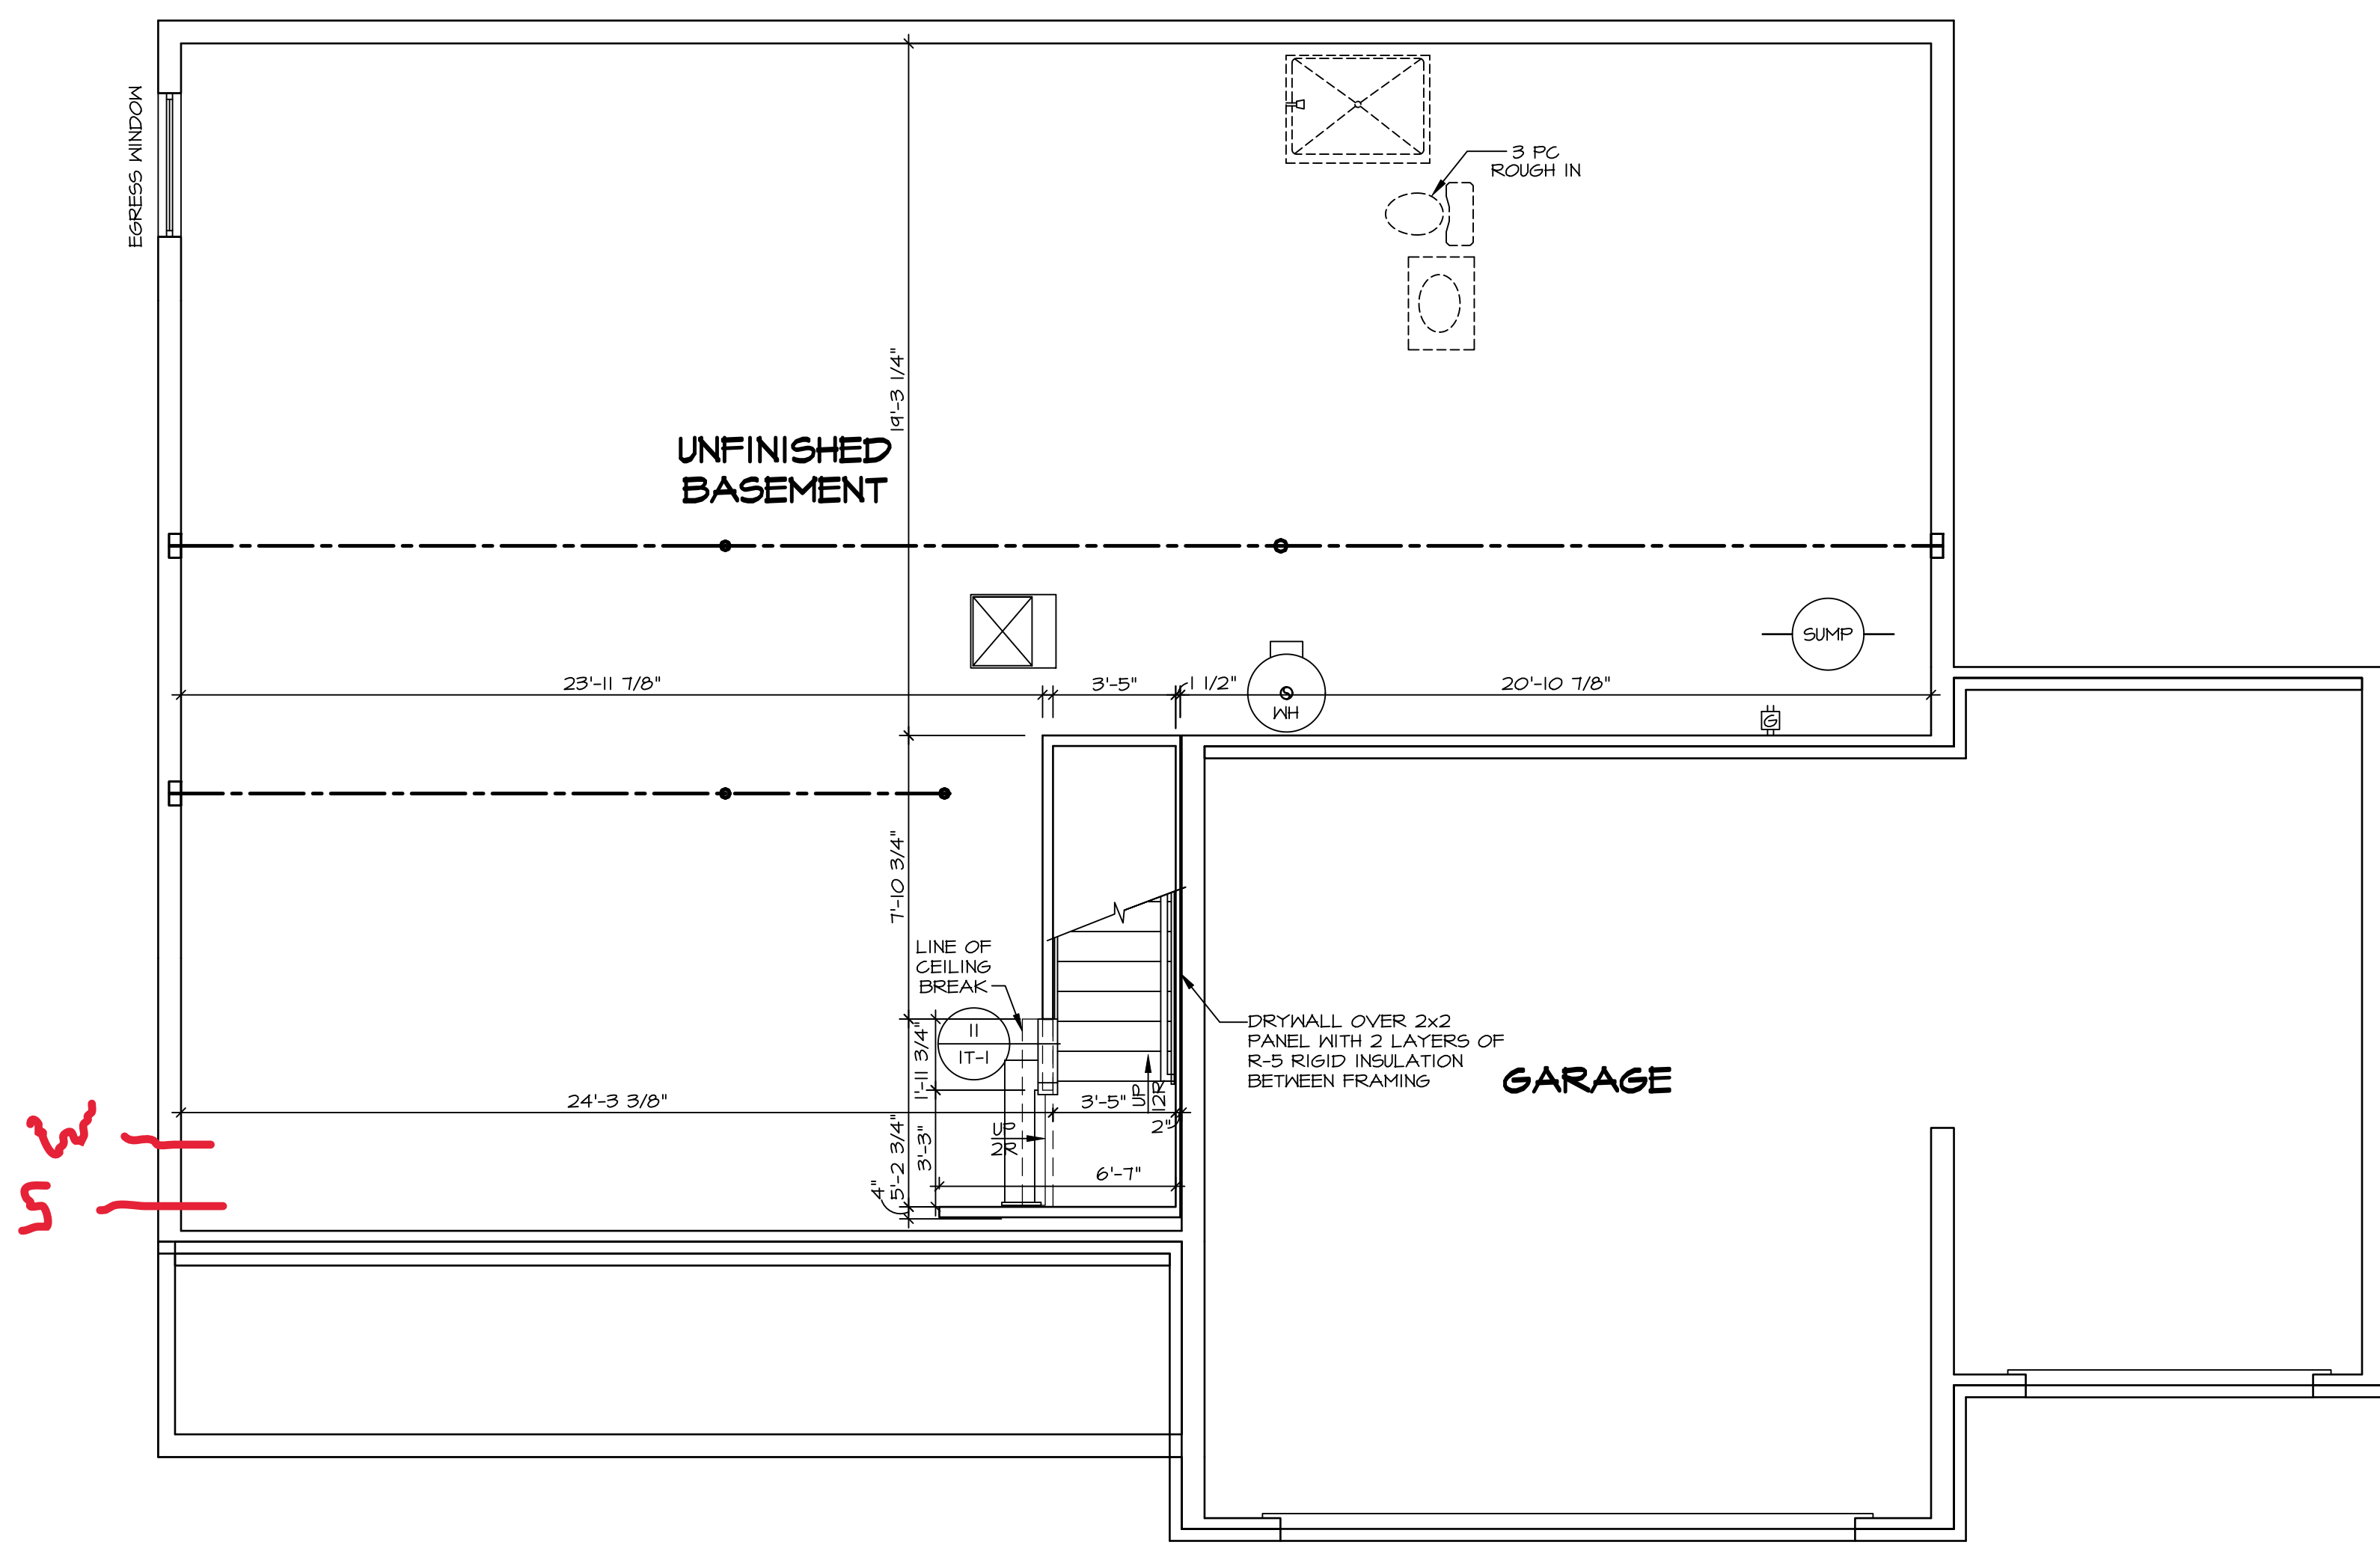 EGRESS WINDOW
3 PC
ROUGH IN
19'-3 1/4"
UNFINISHED
BASEMENT
SUMP
23'-11 7/8"
3'-5"
1 1/2"
20'-10 7/8"
WH
G
7'-10 3/4"
LINE OF
CEILING
BREAK
11
IT-1
1'-11 3/4"
DRYWALL OVER 2x2
PANEL WITH 2 LAYERS OF
R-5 RIGID INSULATION
BETWEEN FRAMING
GARAGE
24'-3 3/8"
3'-5"
UP
12R
2"
W
UP
2R
5'-2 3/4"
3'-3"
6'-7"
4"
S